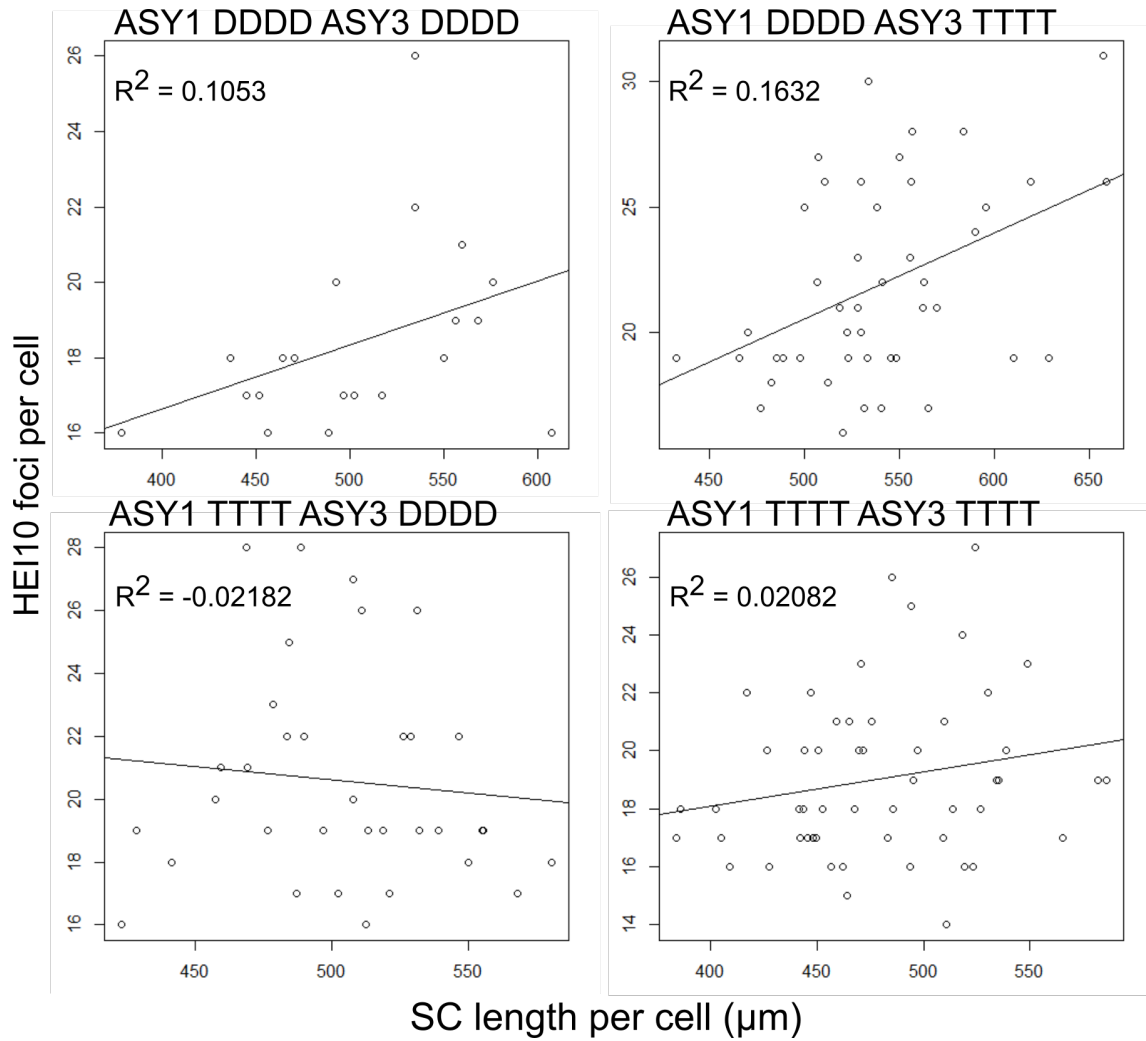 ASY1 DDDD ASY3 DDDD
R² = 0.1053
26
24
22
20
18
16
400 450 500 550 600
ASY1 DDDD ASY3 TTTT
R² = 0.1632
30
25
20
450 500 550 600 650
ASY1 TTTT ASY3 DDDD
R² = -0.02182
28
26
24
22
20
18
16
450 500 550
ASY1 TTTT ASY3 TTTT
R² = 0.02082
26
24
22
20
18
16
14
400 450 500 550
HEI10 foci per cell
SC length per cell (µm)